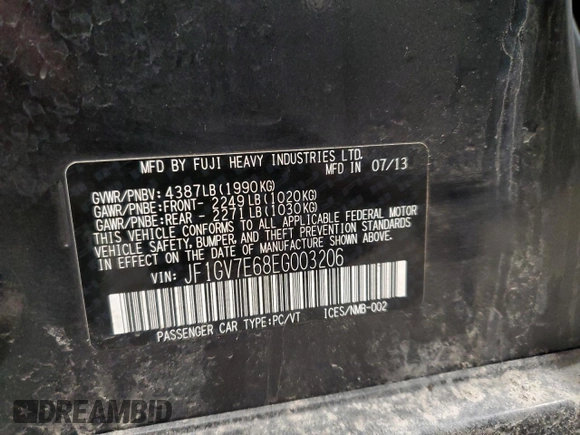 MFD BY FUJI HEAVY INDUSTRIES LTD.
MFD IN 07/13
GVWR/PNBV: 4387LB(1990KG)
GAWR/PNBE:FRONT- 2249LB(1020KG)
GAWR/PNBE:REAR - 2271LB(1030KG)
THIS VEHICLE CONFORMS TO ALL APPLICABLE FEDERAL MOTOR
VEHICLE SAFETY, BUMPER, AND THEFT PREVENTION STANDARDS
IN EFFECT ON THE DATE OF MANUFACTURE SHOWN ABOVE.
VIN: JF1GV7E68EG003206
PASSENGER CAR TYPE:PC/VT ICES/NMB-002
DREAMBID